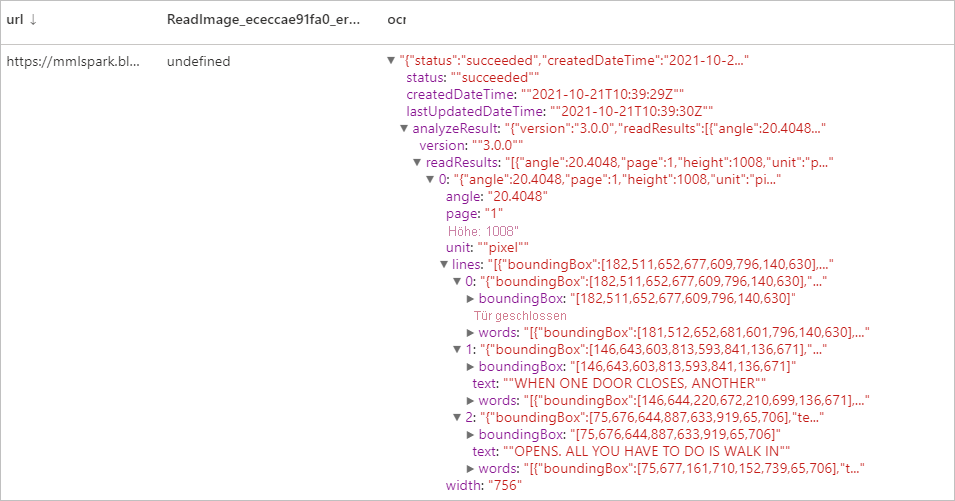 url ↓ ReadImage_ececcae91fa0_er... ocr
https://mmlspark.bl... undefined ▼ "{"status":"succeeded","createdDateTime":"2021-10-2..."
status: ""succeeded""
createdDateTime: ""2021-10-21T10:39:29Z""
lastUpdatedDateTime: ""2021-10-21T10:39:30Z""
▼ analyzeResult: "{"version":"3.0.0","readResults":[{"angle":20.4048..."
version: ""3.0.0""
▼ readResults: "[{"angle":20.4048,"page":1,"height":1008,"unit":"p..."
▼ 0: "{"angle":20.4048,"page":1,"height":1008,"unit":"pi..."
angle: "20.4048"
page: "1"
Höhe: 1008"
unit: ""pixel""
▼ lines: "[{"boundingBox":[182,511,652,677,609,796,140,630],..."
▼ 0: "{"boundingBox":[182,511,652,677,609,796,140,630],"..."
▶ boundingBox: "[182,511,652,677,609,796,140,630]"
Tür geschlossen
▶ words: "[{"boundingBox":[181,512,652,681,601,796,140,630],..."
▼ 1: "{"boundingBox":[146,643,603,813,593,841,136,671],"..."
▶ boundingBox: "[146,643,603,813,593,841,136,671]"
text: ""WHEN ONE DOOR CLOSES, ANOTHER""
▶ words: "[{"boundingBox":[146,644,220,672,210,699,136,671],..."
▼ 2: "{"boundingBox":[75,676,644,887,633,919,65,706],"te..."
▶ boundingBox: "[75,676,644,887,633,919,65,706]"
text: ""OPENS. ALL YOU HAVE TO DO IS WALK IN""
▶ words: "[{"boundingBox":[75,677,161,710,152,739,65,706],"t..."
width: "756"